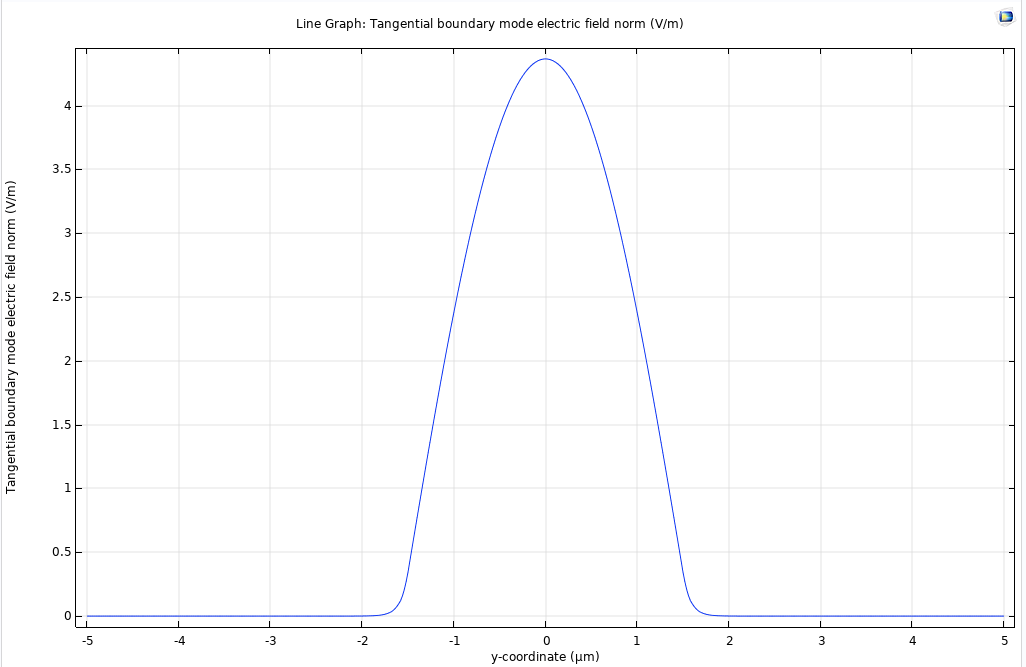 Line Graph: Tangential boundary mode electric field norm (V/m)
Tangential boundary mode electric field norm (V/m)
4
3.5
3
2.5
2
1.5
1
0.5
0
-5 -4 -3 -2 -1 0 1 2 3 4 5
y-coordinate (µm)